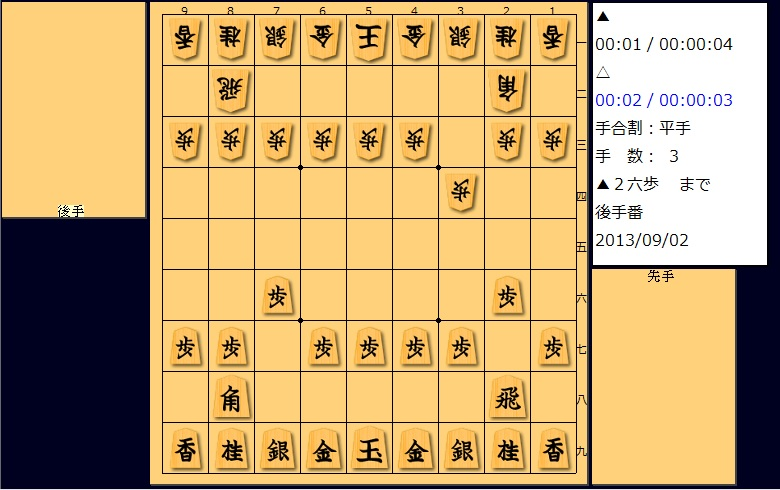 9 8 7 6 5 4 3 2 1
香 桂 銀 金 王 金 銀 桂 香 一
飛 角 二
歩 歩 歩 歩 歩 歩 歩 歩 三
歩 四
五
歩 歩 六
歩 歩 歩 歩 歩 歩 歩 七
角 飛 八
香 桂 銀 金 玉 金 銀 桂 香 九
後手
▲
00:01 / 00:00:04
△
00:02 / 00:00:03
手合割：平手
手　数：　3
▲２六歩　まで
後手番
2013/09/02
先手